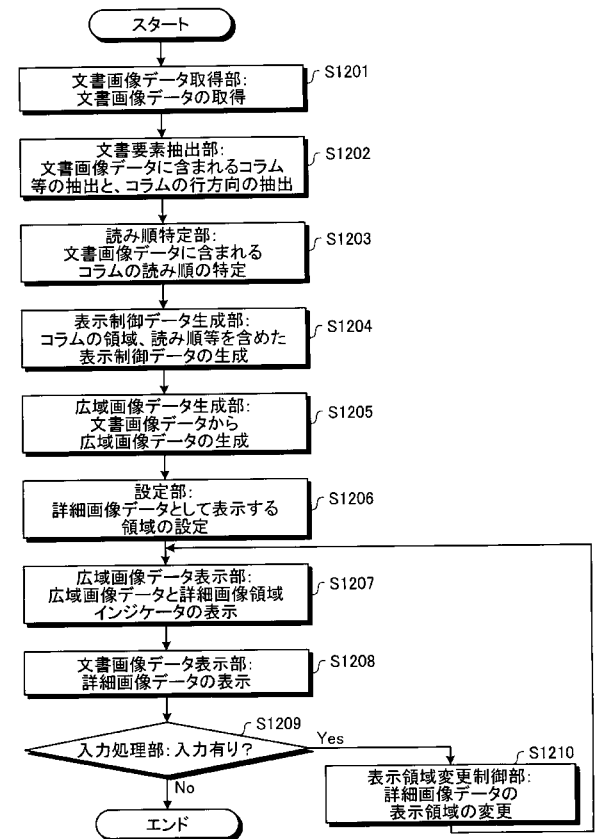 スタート
文書画像データ取得部:
文書画像データの取得
S1201
文書要素抽出部:
文書画像データに含まれるコラム
等の抽出と、コラムの行方向の抽出
S1202
読み順特定部:
文書画像データに含まれる
コラムの読み順の特定
S1203
表示制御データ生成部:
コラムの領域、読み順等を含めた
表示制御データの生成
S1204
広域画像データ生成部:
文書画像データから
広域画像データの生成
S1205
設定部:
詳細画像データとして表示する
領域の設定
S1206
広域画像データ表示部:
広域画像データと詳細画像領域
インジケータの表示
S1207
文書画像データ表示部:
詳細画像データの表示
S1208
入力処理部:入力有り?
S1209
Yes
No
表示領域変更制御部:
詳細画像データの
表示領域の変更
S1210
エンド